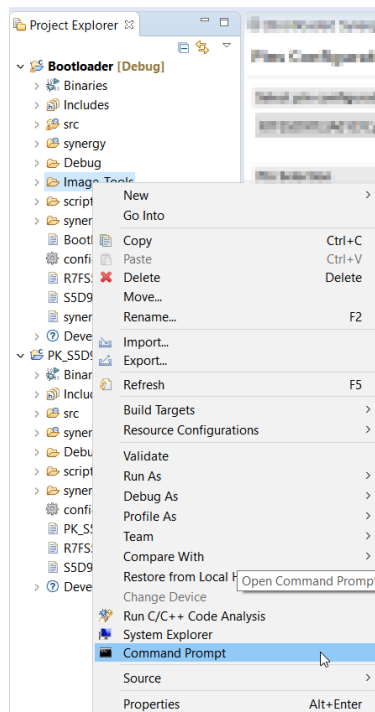 Project Explorer
Bootloader [Debug]
Binaries
Includes
src
synergy
Debug
Image-Tools
script
syner
Bootl
confi
R7FS
S5D9
syner
Deve
PK_S5D9
Binar
Includ
src
syner
Debu
script
syner
confi
PK_S5
R7FS
S5D9
Deve
New
Go Into
Copy Ctrl+C
Paste Ctrl+V
Delete Delete
Move...
Rename... F2
Import...
Export...
Refresh F5
Build Targets
Resource Configurations
Validate
Run As
Debug As
Profile As
Team
Compare With
Restore from Local H
Open Command Prompt
Change Device
Run C/C++ Code Analysis
System Explorer
Command Prompt
Source
Properties Alt+Enter